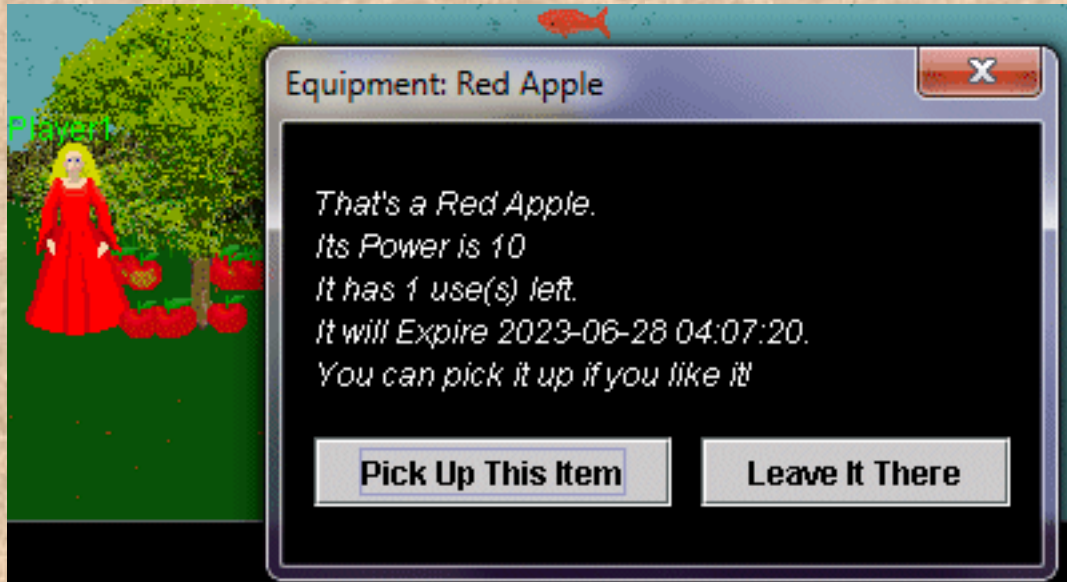 Equipment: Red Apple
Player1
That's a Red Apple.
Its Power is 10
It has 1 use(s) left.
It will Expire 2023-06-28 04:07:20.
You can pick it up if you like it!
Pick Up This Item
Leave It There